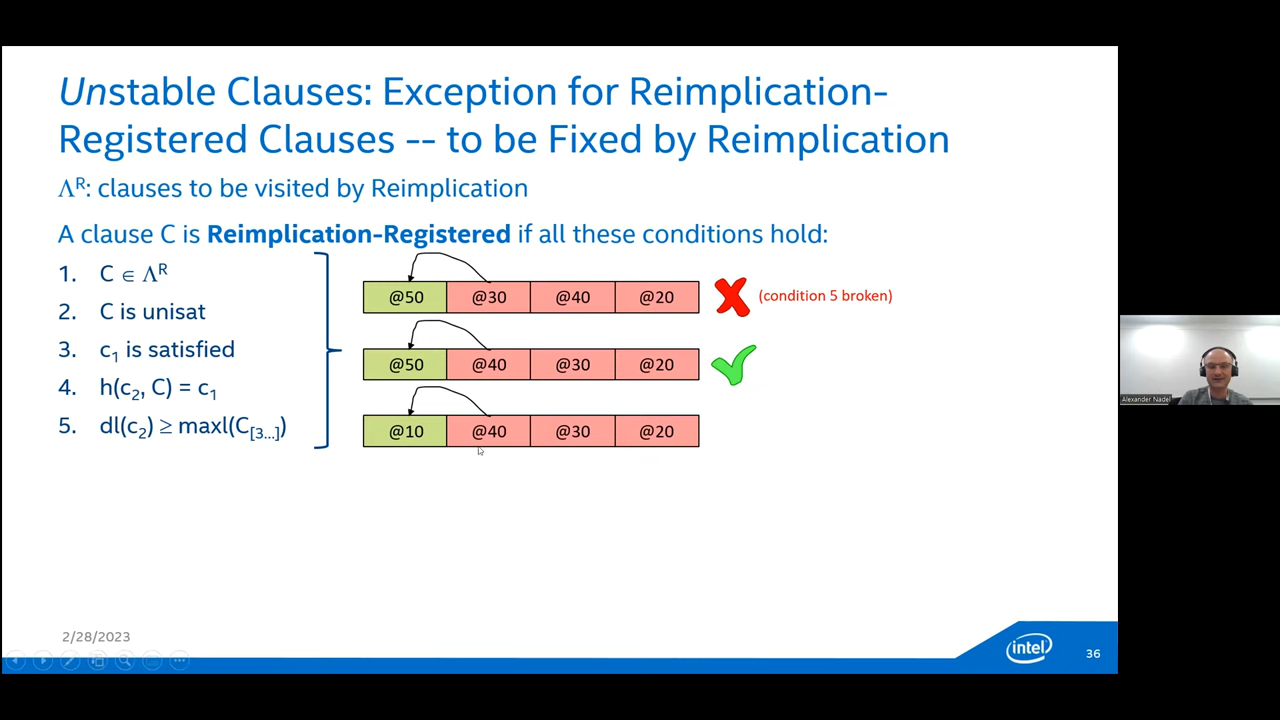 Unstable Clauses: Exception for Reimplication-
Registered Clauses -- to be Fixed by Reimplication
Λᴿ: clauses to be visited by Reimplication
A clause C is Reimplication-Registered if all these conditions hold:
1. C ∈ Λᴿ
2. C is unisat
3. c₁ is satisfied
4. h(c₂, C) = c₁
5. dl(c₂) ≥ maxl(C[3…])
@50 @30 @40 @20 (condition 5 broken)
@50 @40 @30 @20
@10 @40 @30 @20
Alexander Nadel
2/28/2023
intel
36